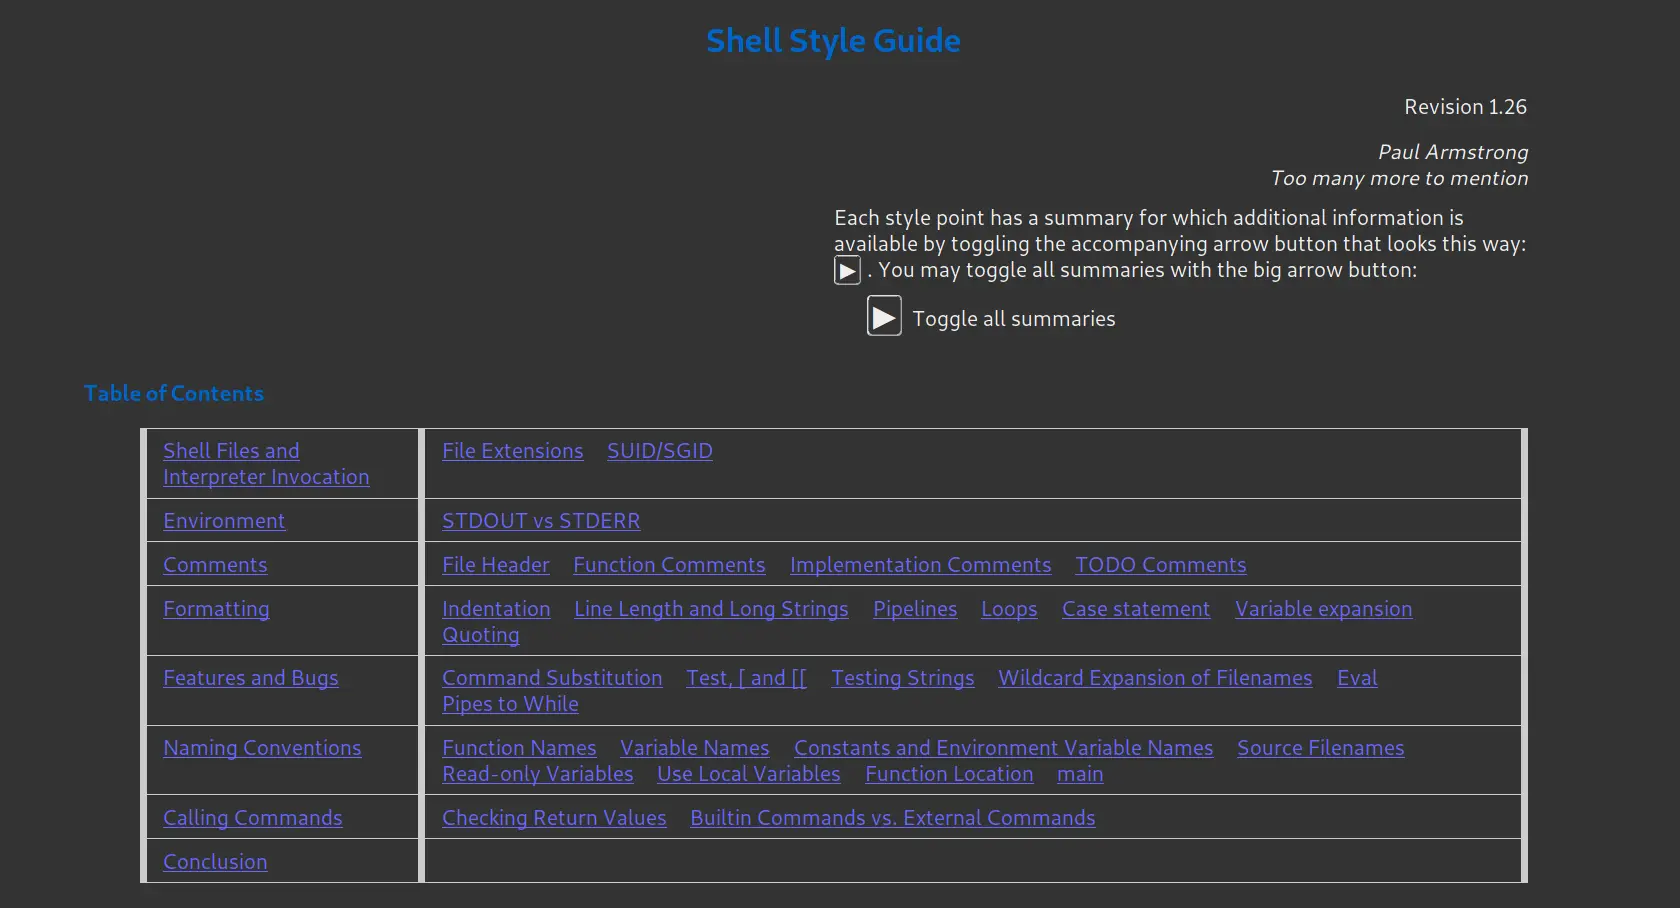 Shell Style Guide
Revision 1.26
Paul Armstrong
Too many more to mention
Each style point has a summary for which additional information is
available by toggling the accompanying arrow button that looks this way:
▶ . You may toggle all summaries with the big arrow button:
▶ Toggle all summaries
Table of Contents
Shell Files and
Interpreter Invocation
File Extensions SUID/SGID
Environment
STDOUT vs STDERR
Comments
File Header Function Comments Implementation Comments TODO Comments
Formatting
Indentation Line Length and Long Strings Pipelines Loops Case statement Variable expansion
Quoting
Features and Bugs
Command Substitution Test, [ and [[ Testing Strings Wildcard Expansion of Filenames Eval
Pipes to While
Naming Conventions
Function Names Variable Names Constants and Environment Variable Names Source Filenames
Read-only Variables Use Local Variables Function Location main
Calling Commands
Checking Return Values Builtin Commands vs. External Commands
Conclusion